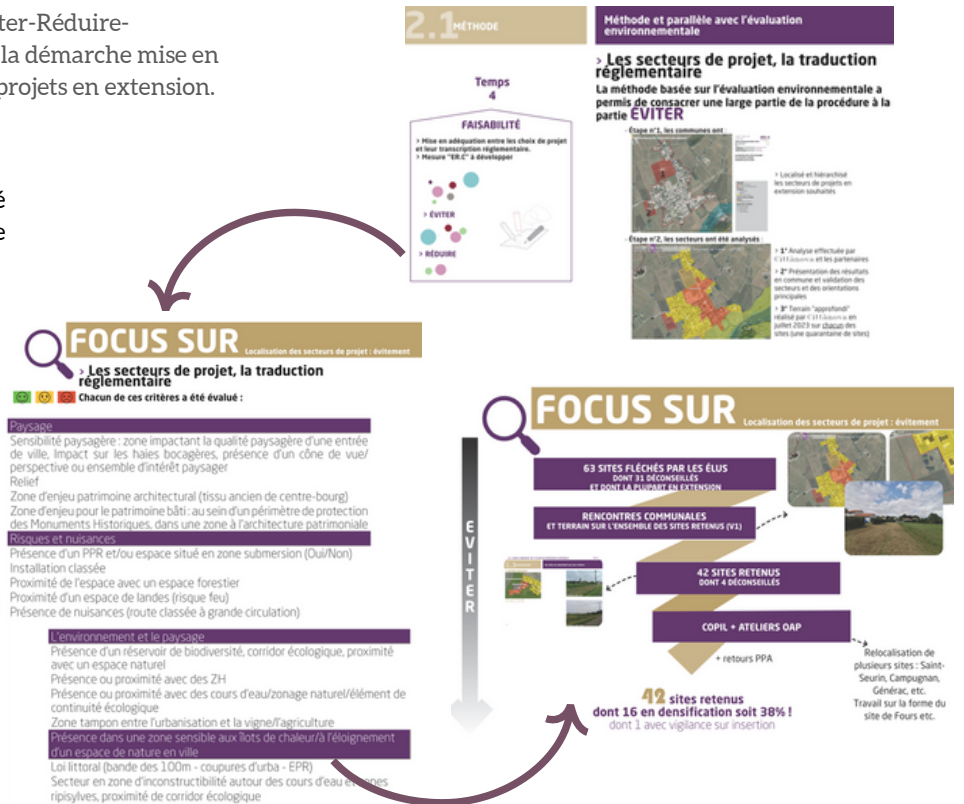 ter-Réduire-
la démarche mise en
projets en extension.
é
e
2.1 MÉTHODE
Temps
4
FAISABILITÉ
> Mise en adéquation entre les choix de projet
et leur transcription réglementaire.
> Mesure "ER.C" à développer
> ÉVITER
> RÉDUIRE
Méthode et parallèle avec l'évaluation
environnementale
> Les secteurs de projet, la traduction
réglementaire
La méthode basée sur l'évaluation environnementale a
permis de consacrer une large partie de la procédure à la
partie ÉVITER
- Étape n°1, les communes ont :
> Localisé et hiérarchisé
les secteurs de projets en
extension souhaités
- Étape n°2, les secteurs ont été analysés :
> 1° Analyse effectuée par
et les partenaires
> 2° Présentation des résultats
en commune et validation des
secteurs et des orientations
principales
> 3° Terrain "approfondi"
réalisé par en
juillet 2023 sur chacun des
sites (une quarantaine de sites)
FOCUS SUR
Localisation des secteurs de projet : évitement
> Les secteurs de projet, la traduction
réglementaire
Chacun de ces critères a été évalué :
Paysage
Sensibilité paysagère : zone impactant la qualité paysagère d'une entrée
de ville, Impact sur les haies bocagères, présence d'un cône de vue/
perspective ou ensemble d'intérêt paysager
Relief
Zone d'enjeu patrimoine architectural (tissu ancien de centre-bourg)
Zone d'enjeu pour le patrimoine bâti : au sein d'un périmètre de protection
des Monuments Historiques, dans une zone à l'architecture patrimoniale
Risques et nuisances
Présence d'un PPR et/ou espace situé en zone submersion (Oui/Non)
Installation classée
Proximité de l'espace avec un espace forestier
Proximité d'un espace de landes (risque feu)
Présence de nuisances (route classée à grande circulation)
L'environnement et le paysage
Présence d'un réservoir de biodiversité, corridor écologique, proximité
avec un espace naturel
Présence ou proximité avec des ZH
Présence ou proximité avec des cours d'eau/zonage naturel/élément de
continuité écologique
Zone tampon entre l'urbanisation et la vigne/l'agriculture
Présence dans une zone sensible aux îlots de chaleur/à l'éloignement
d'un espace de nature en ville
Loi littoral (bande des 100m - coupures d'urba - EPR)
Secteur en zone d'inconstructibilité autour des cours d'eau et
ripisylves, proximité de corridor écologique
FOCUS SUR
Localisation des secteurs de projet : évitement
EVITER
63 SITES FLÉCHÉS PAR LES ÉLUS
DONT 31 DÉCONSEILLÉS
ET DONT LA PLUPART EN EXTENSION
RENCONTRES COMMUNALES
ET TERRAIN SUR L'ENSEMBLE DES SITES RETENUS (V1)
42 SITES RETENUS
DONT 4 DÉCONSEILLÉS
COPIL + ATELIERS OAP
+ retours PPA
Relocalisation de
plusieurs sites : Saint-
Seurin, Campugnan,
Générac, etc.
Travail sur la forme du
site de Fours etc.
42 sites retenus
dont 16 en densification soit 38% !
dont 1 avec vigilance sur insertion